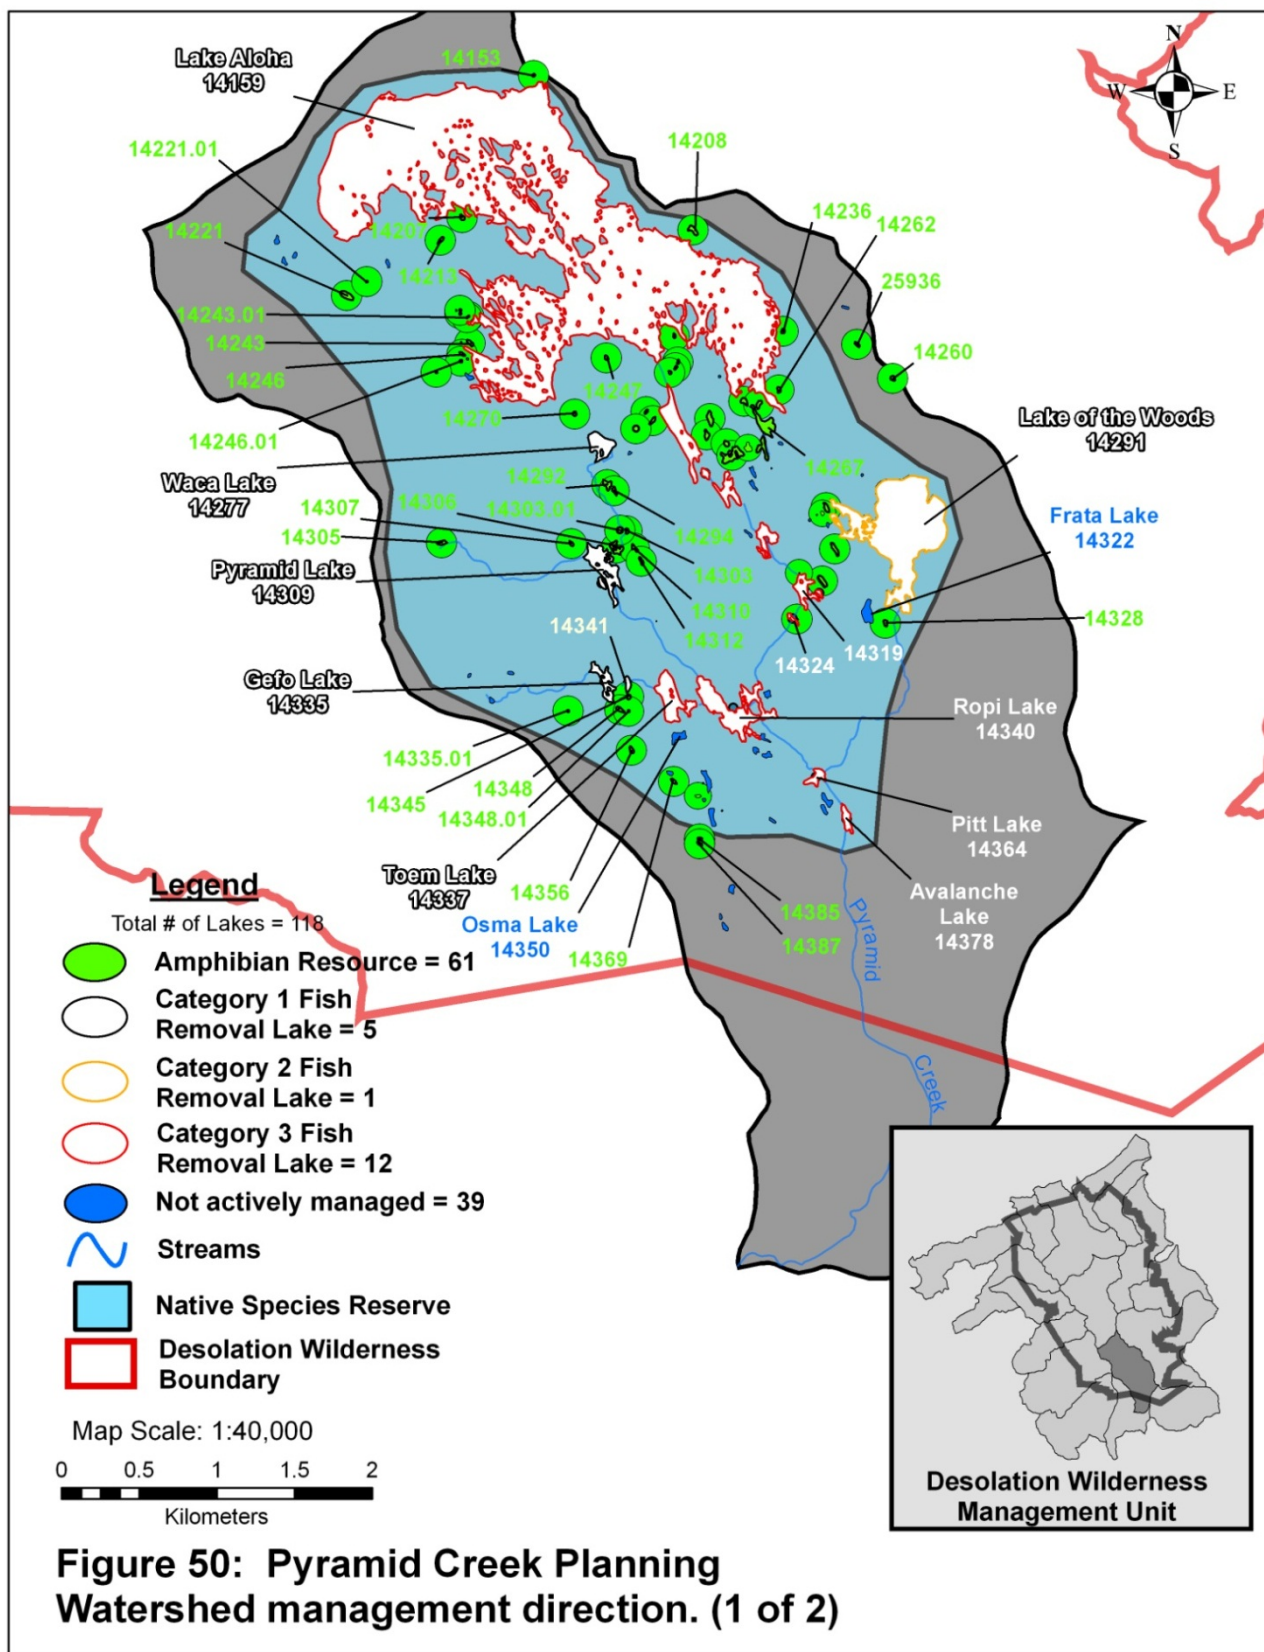 N
W
E
S
Lake Aloha
14159
14153
14221.01
14208
14221
14207
14236
14262
14213
25936
14243.01
14243
14260
14246
14247
14270
Lake of the Woods
14291
14246.01
14267
Waca Lake
14277
14292
14306
14307
14303.01
Frata Lake
14322
14305
14294
Pyramid Lake
14309
14303
14310
14341
14312
14328
14324
14319
Gefo Lake
14335
Ropi Lake
14340
14335.01
14348
14345
14348.01
Pitt Lake
14364
Toem Lake
14337
14356
Avalanche
Lake
14378
14385
Osma Lake
14350
14387
14369
Pyramid
Creek
Legend
Total # of Lakes = 118
Amphibian Resource = 61
Category 1 Fish
Removal Lake = 5
Category 2 Fish
Removal Lake = 1
Category 3 Fish
Removal Lake = 12
Not actively managed = 39
Streams
Native Species Reserve
Desolation Wilderness
Boundary
Map Scale: 1:40,000
0 0.5 1 1.5 2
Kilometers
Desolation Wilderness
Management Unit
Figure 50: Pyramid Creek Planning
Watershed management direction. (1 of 2)